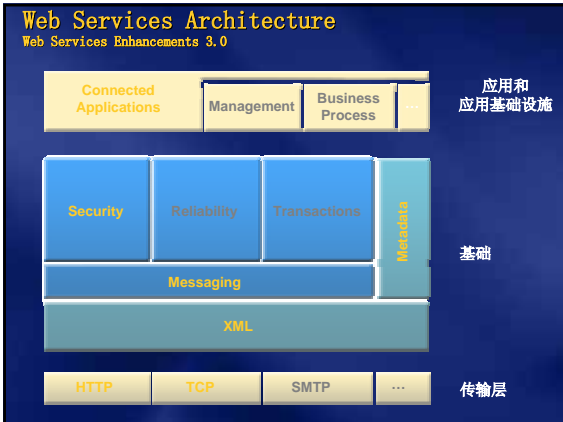 Web Services Architecture
Web Services Enhancements 3.0
Connected
Applications
Management
Business
Process
...
应用和
应用基础设施
Security
Reliability
Transactions
Metadata
基础
Messaging
XML
HTTP
TCP
SMTP
...
传输层